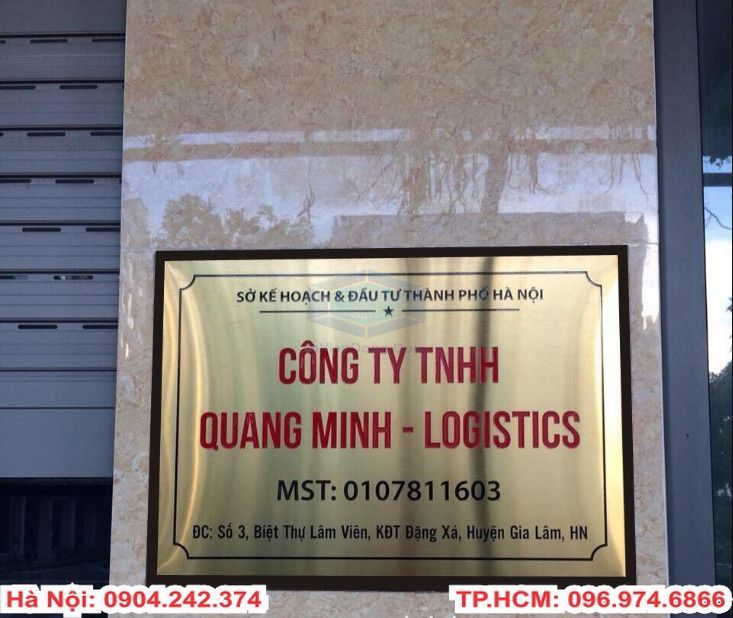 SỞ KẾ HOẠCH & ĐẦU TƯ THÀNH PHỐ HÀ NỘI
CÔNG TY TNHH
QUANG MINH - LOGISTICS
MST: 0107811603
ĐC: Số 3, Biệt Thự Lâm Viên, KĐT Đặng Xá, Huyện Gia Lâm, HN
Hà Nội: 0904.242.374
TP.HCM: 096.974.6866